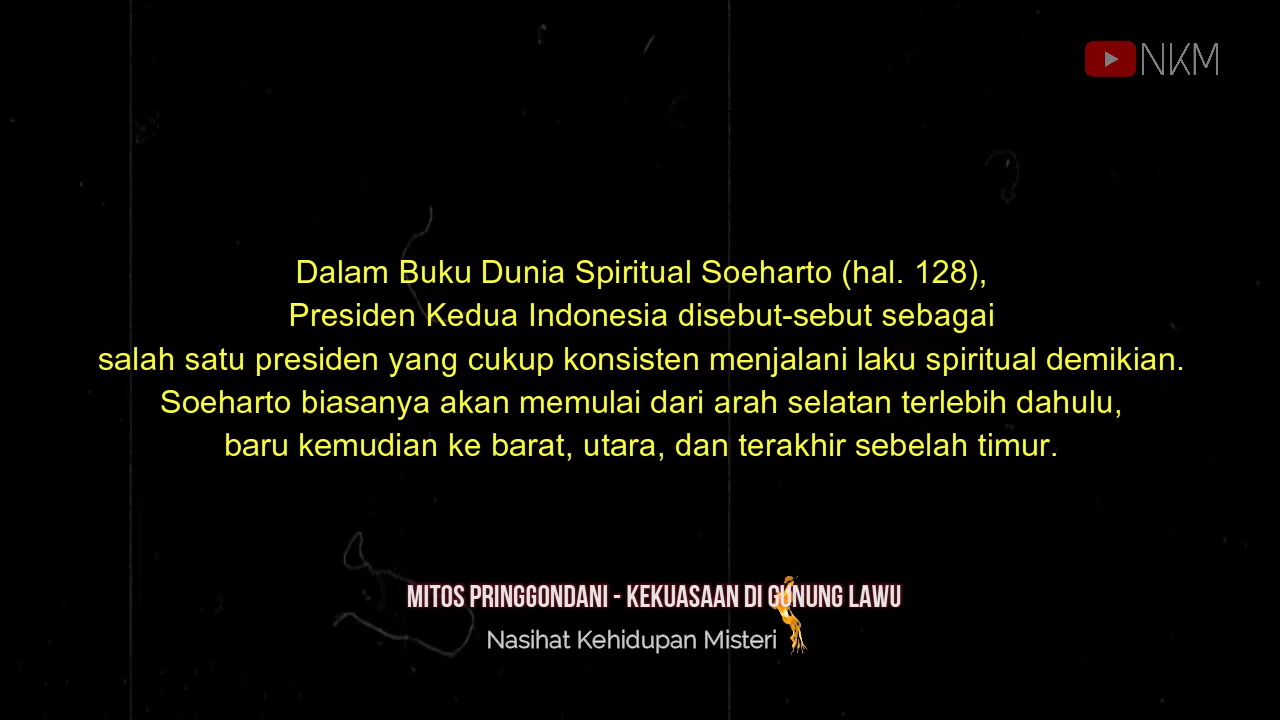 NKM
Dalam Buku Dunia Spiritual Soeharto (hal. 128),
Presiden Kedua Indonesia disebut-sebut sebagai
salah satu presiden yang cukup konsisten menjalani laku spiritual demikian.
Soeharto biasanya akan memulai dari arah selatan terlebih dahulu,
baru kemudian ke barat, utara, dan terakhir sebelah timur.
MITOS PRINGGONDANI - KEKUASAAN DI GUNUNG LAWU
Nasihat Kehidupan Misteri